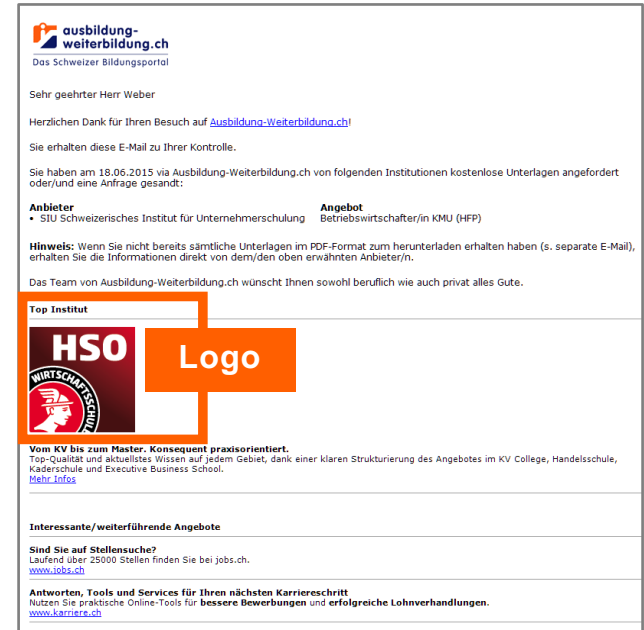 ausbildung-
weiterbildung.ch
Das Schweizer Bildungsportal
Sehr geehrter Herr Weber
Herzlichen Dank für Ihren Besuch auf Ausbildung-Weiterbildung.ch!
Sie erhalten diese E-Mail zu Ihrer Kontrolle.
Sie haben am 18.06.2015 via Ausbildung-Weiterbildung.ch von folgenden Institutionen kostenlose Unterlagen angefordert
oder/und eine Anfrage gesandt:
Anbieter Angebot
• SIU Schweizerisches Institut für Unternehmerschulung Betriebswirtschafter/in KMU (HFP)
Hinweis: Wenn Sie nicht bereits sämtliche Unterlagen im PDF-Format zum herunterladen erhalten haben (s. separate E-Mail),
erhalten Sie die Informationen direkt von dem/den oben erwähnten Anbieter/n.
Das Team von Ausbildung-Weiterbildung.ch wünscht Ihnen sowohl beruflich wie auch privat alles Gute.
Top Institut
HSO
WIRTSCHAFTSSCHUL
Logo
Vom KV bis zum Master. Konsequent praxisorientiert.
Top-Qualität und aktuellstes Wissen auf jedem Gebiet, dank einer klaren Strukturierung des Angebotes im KV College, Handelsschule,
Kaderschule und Executive Business School.
Mehr Infos
Interessante/weiterführende Angebote
Sind Sie auf Stellensuche?
Laufend über 25000 Stellen finden Sie bei jobs.ch.
www.jobs.ch
Antworten, Tools und Services für Ihren nächsten Karriereschritt
Nutzen Sie praktische Online-Tools für bessere Bewerbungen und erfolgreiche Lohnverhandlungen.
www.karriere.ch